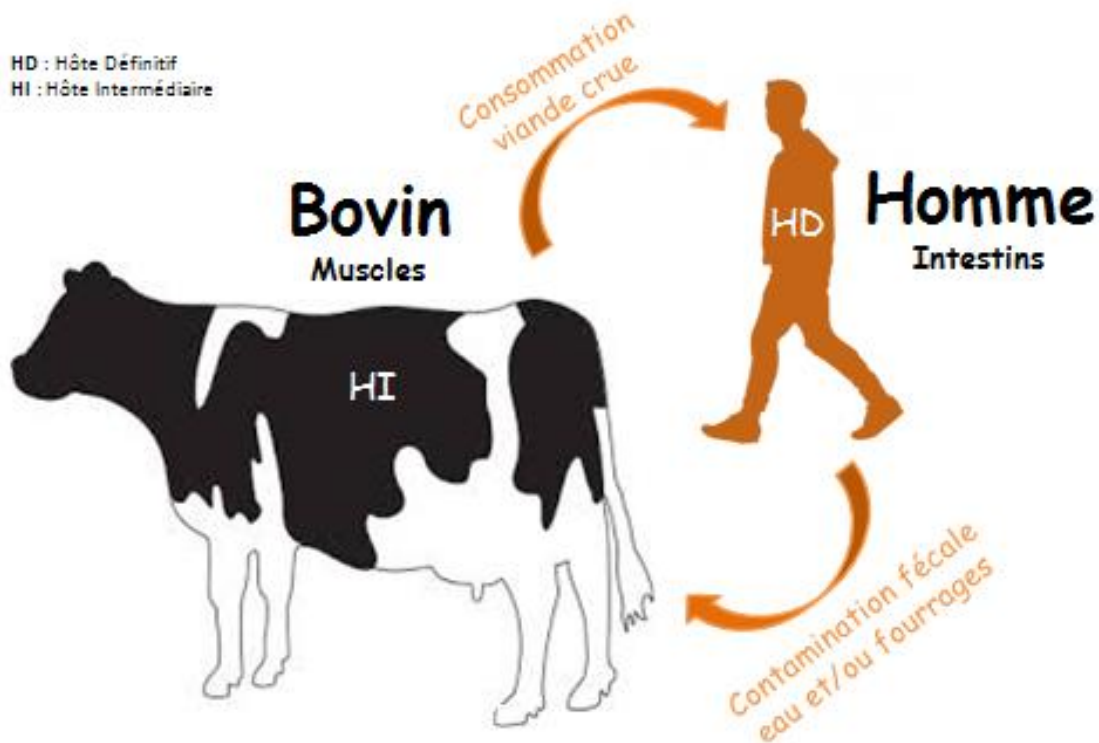 HD : Hôte Définitif
HI : Hôte Intermédiaire
Consommation
viande crue
Bovin
Muscles
Homme
Intestins
HD
HI
Contamination fécale
eau et/ou fourrages